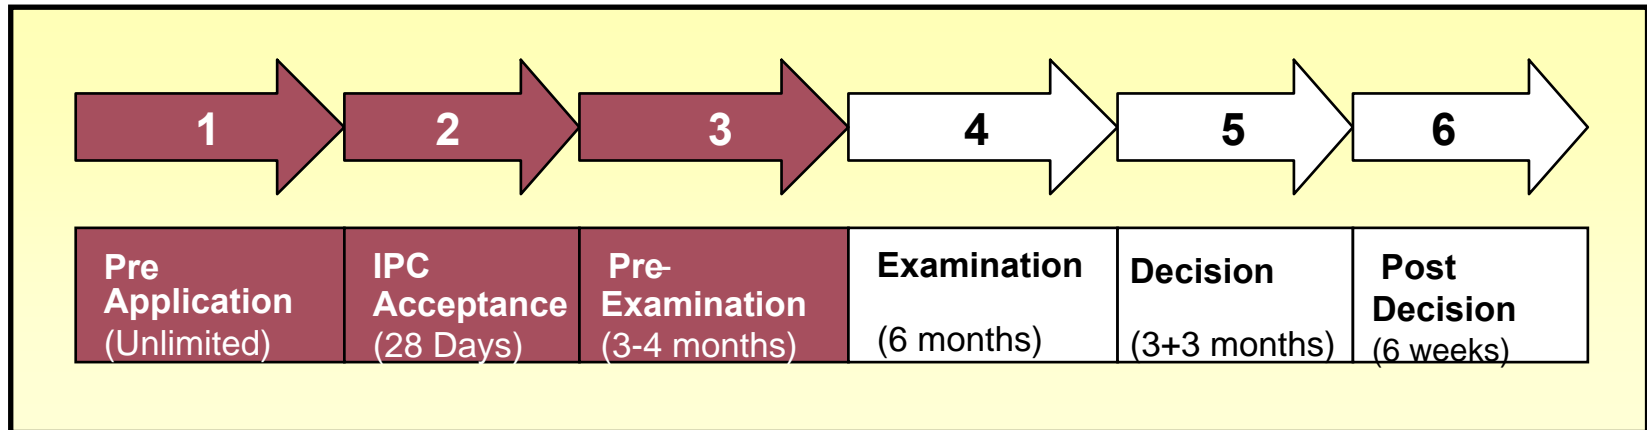 1
2
3
4
5
6
Pre
Application
(Unlimited)
IPC
Acceptance
(28 Days)
Pre-
Examination
(3-4 months)
Examination
(6 months)
Decision
(3+3 months)
Post
Decision
(6 weeks)